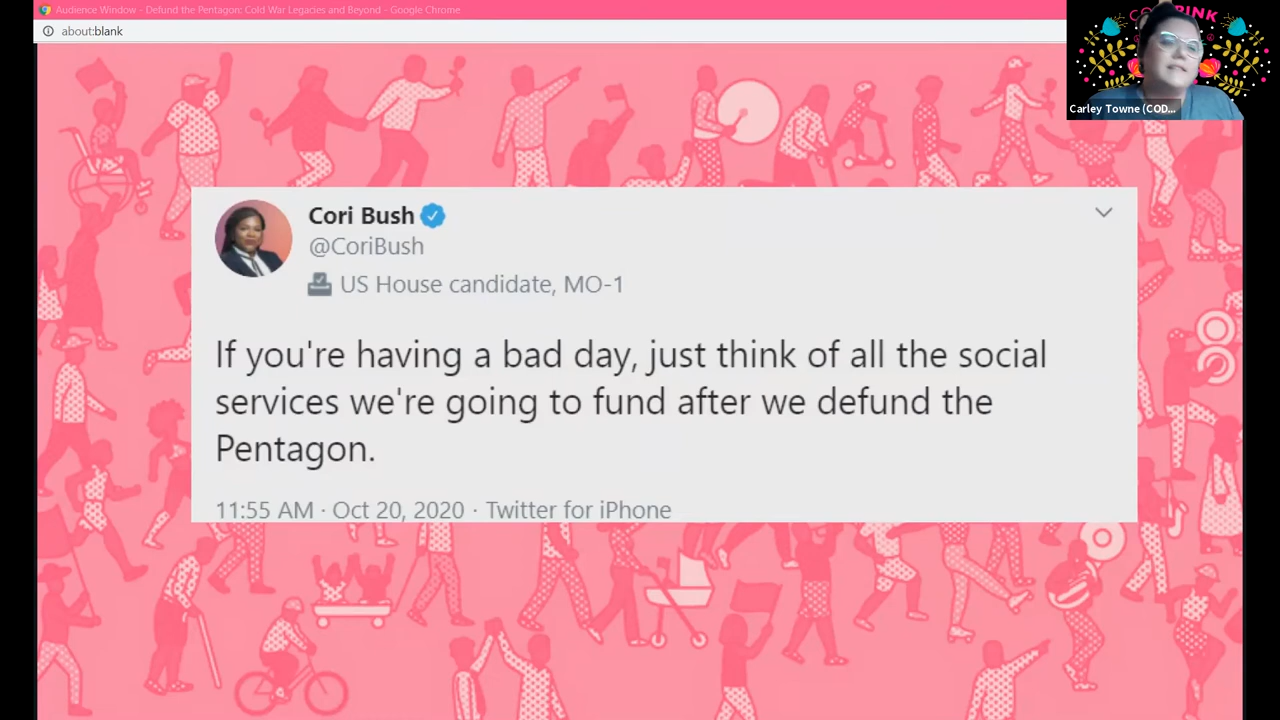 Audience Window - Defund the Pentagon: Cold War Legacies and Beyond - Google Chrome
about:blank
Carley Towne (COD...
Cori Bush
@CoriBush
US House candidate, MO-1
If you're having a bad day, just think of all the social
services we're going to fund after we defund the
Pentagon.
11:55 AM · Oct 20, 2020 · Twitter for iPhone